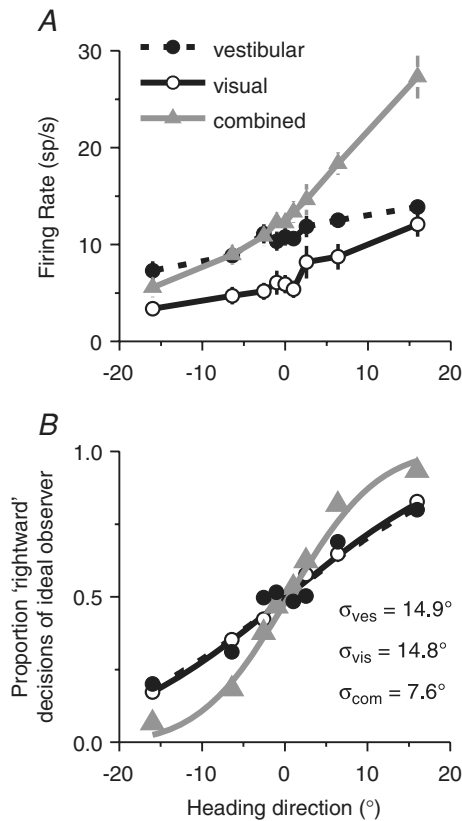 A
30
vestibular
visual
combined
20
Firing Rate (sp/s)
10
0
-20 -10 0 10 20
B
1.0
Proportion 'rightward'
decisions of ideal observer
0.5
σves = 14.9°
σvis = 14.8°
σcom = 7.6°
0.0
-20 -10 0 10 20
Heading direction (°)